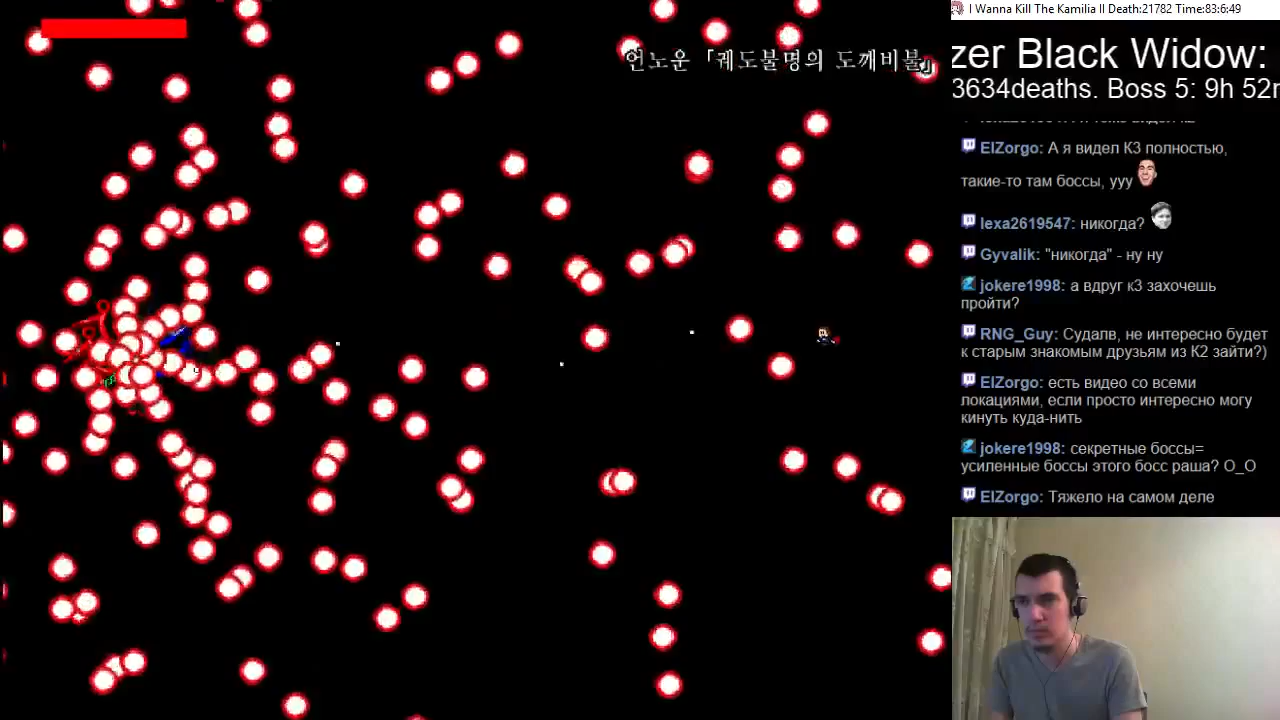 I Wanna Kill The Kamilia II Death:21782 Time:83:6:49
zer Black Widow:
3634deaths. Boss 5: 9h 52m
언노운 「궤도불명의 도깨비불」
ElZorgo: А я видел К3 полностью,
такие-то там боссы, ууу
lexa2619547: никогда?
Gyvalik: "никогда" - ну ну
jokere1998: а вдруг к3 захочешь
пройти?
RNG_Guy: Судалв, не интересно будет
к старым знакомым друзьям из К2 зайти?)
ElZorgo: есть видео со всеми
локациями, если просто интересно могу
кинуть куда-нить
jokere1998: секретные боссы=
усиленные боссы этого босс раша? О_О
ElZorgo: Тяжело на самом деле